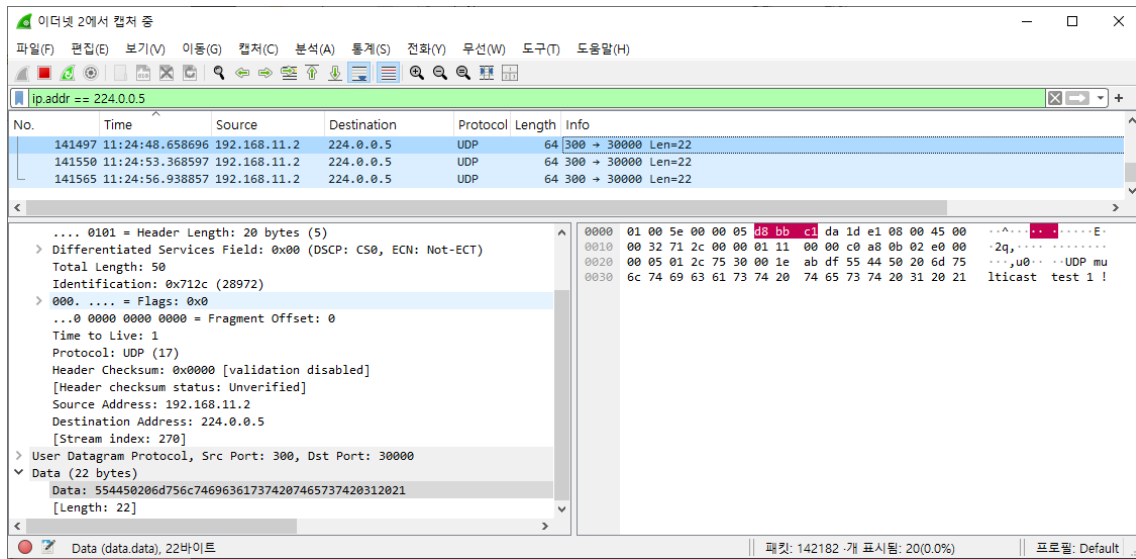 이더넷 2에서 캡처 중
파일(F) 편집(E) 보기(V) 이동(G) 캡처(C) 분석(A) 통계(S) 전화(Y) 무선(W) 도구(T) 도움말(H)
ip.addr == 224.0.0.5
No. Time Source Destination Protocol Length Info
141497 11:24:48.658696 192.168.11.2 224.0.0.5 UDP 64 300 → 30000 Len=22
141550 11:24:53.368597 192.168.11.2 224.0.0.5 UDP 64 300 → 30000 Len=22
141565 11:24:56.938857 192.168.11.2 224.0.0.5 UDP 64 300 → 30000 Len=22
.... 0101 = Header Length: 20 bytes (5)
Differentiated Services Field: 0x00 (DSCP: CS0, ECN: Not-ECT)
Total Length: 50
Identification: 0x712c (28972)
000. .... = Flags: 0x0
...0 0000 0000 0000 = Fragment Offset: 0
Time to Live: 1
Protocol: UDP (17)
Header Checksum: 0x0000 [validation disabled]
[Header checksum status: Unverified]
Source Address: 192.168.11.2
Destination Address: 224.0.0.5
[Stream index: 270]
User Datagram Protocol, Src Port: 300, Dst Port: 30000
Data (22 bytes)
Data: 554450206d756c746963617374207465737420312021
[Length: 22]
0000 01 00 5e 00 00 05 d8 bb c1 da 1d e1 08 00 45 00 ··^··· ·· ·······E·
0010 00 32 71 2c 00 00 01 11 00 00 c0 a8 0b 02 e0 00 ·2q,···· ········
0020 00 05 01 2c 75 30 00 1e ab df 55 44 50 20 6d 75 ···,u0·· ··UDP mu
0030 6c 74 69 63 61 73 74 20 74 65 73 74 20 31 20 21 lticast test 1 !
Data (data.data), 22바이트
패킷: 142182 ·개 표시됨: 20(0.0%)
프로필: Default